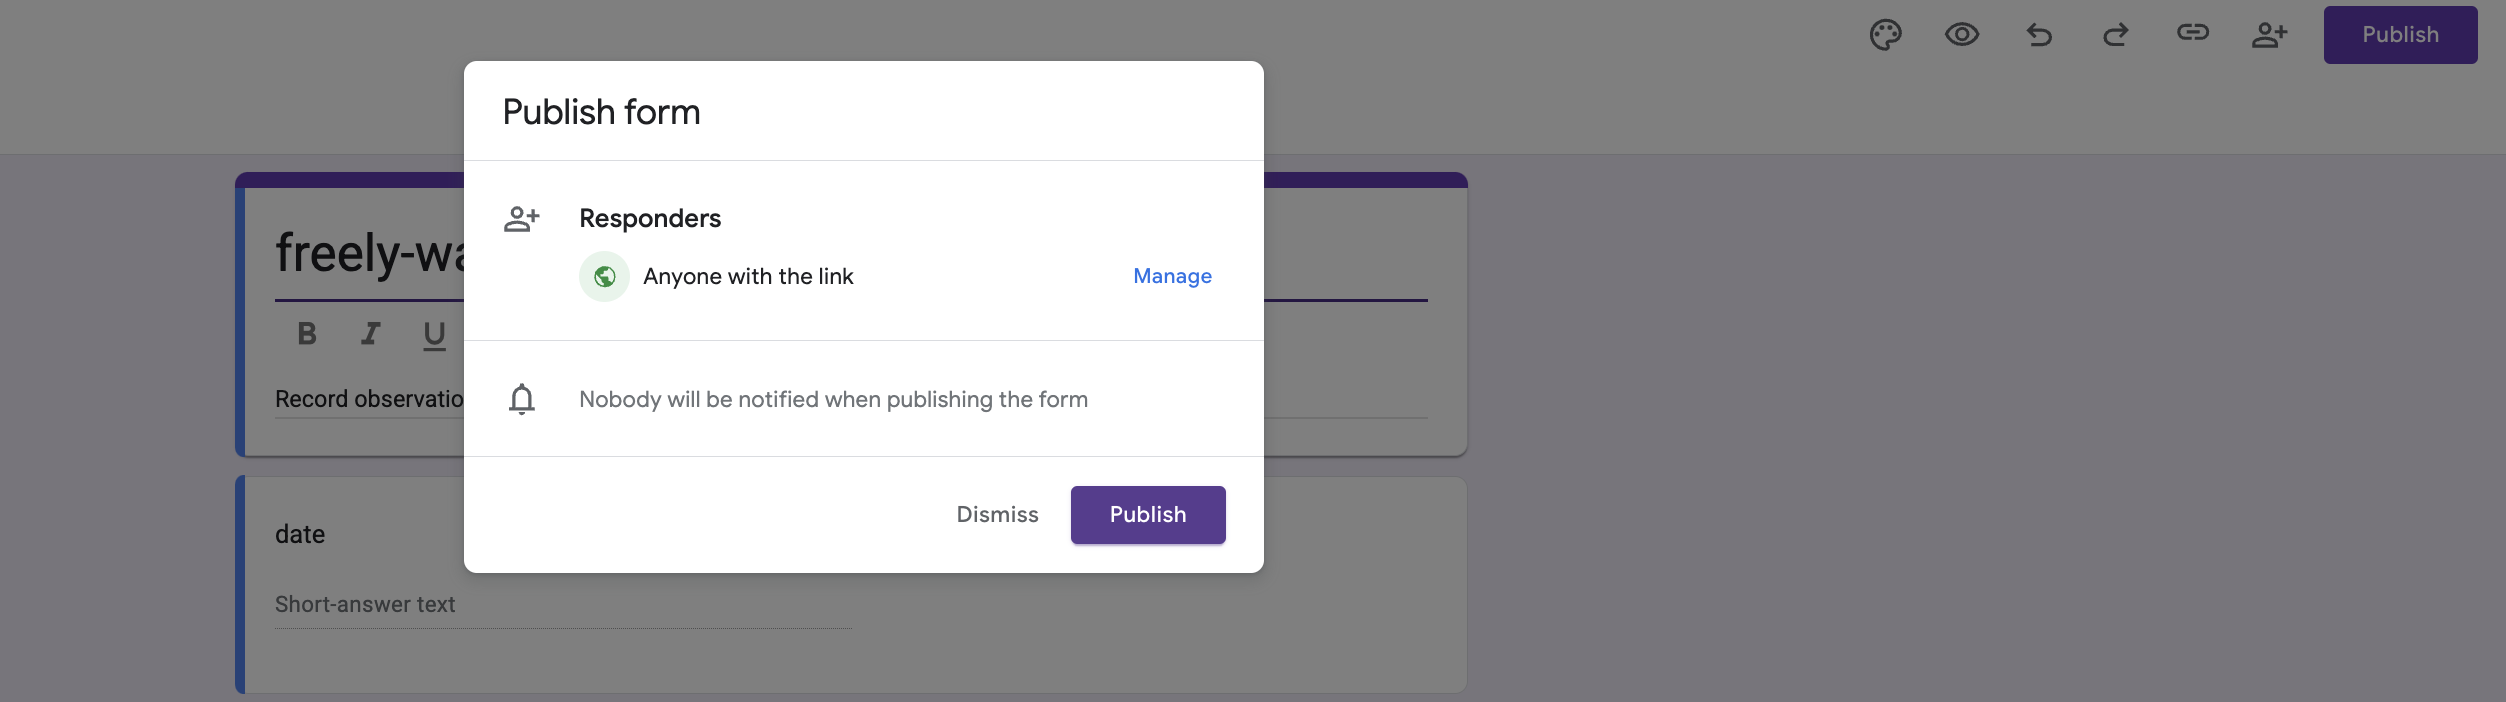 Publish
Publish form
Responders
Anyone with the link
Manage
Nobody will be notified when publishing the form
Dismiss
Publish
freely-wa
B I U
Record observatio
date
Short-answer text